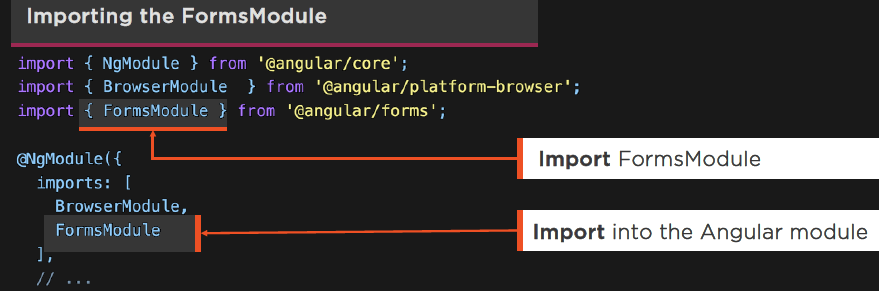 Importing the FormsModule
import { NgModule } from '@angular/core';
import { BrowserModule  } from '@angular/platform-browser';
import { FormsModule } from '@angular/forms';
Import FormsModule
@NgModule({
  imports: [
    BrowserModule,
    FormsModule
Import into the Angular module
  ],
  // ...